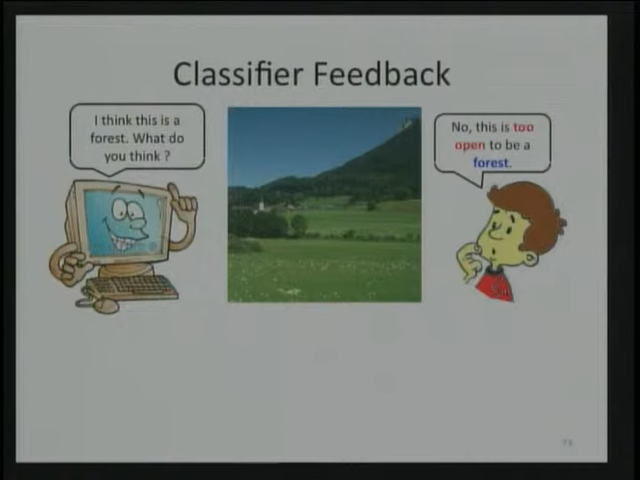 Classifier Feedback
I think this is a
forest. What do
you think ?
No, this is too
open to be a
forest.